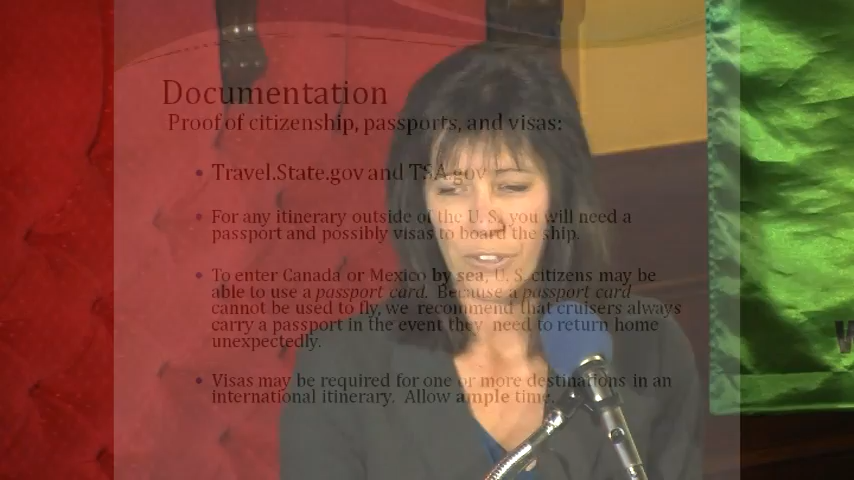 Documentation
Proof of citizenship, passports, and visas:
• Travel.State.gov and TSA.gov
• For any itinerary outside of the U. S., you will need a
passport and possibly visas to board the ship.
• To enter Canada or Mexico by sea, U. S. citizens may be
able to use a passport card. Because a passport card
cannot be used to fly, we recommend that cruisers always
carry a passport in the event they need to return home
unexpectedly.
• Visas may be required for one or more destinations in an
international itinerary. Allow ample time.